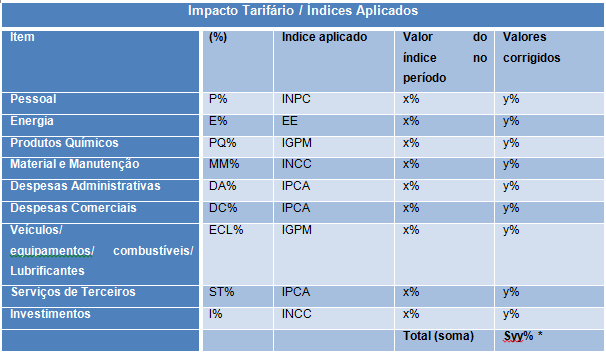 Impacto Tarifário / Índices Aplicados
Item (%) Indice aplicado Valor do índice no período Valores corrigidos
Pessoal P% INPC x% y%
Energia E% EE x% y%
Produtos Químicos PQ% IGPM x% y%
Material e Manutenção MM% INCC x% y%
Despesas Administrativas DA% IPCA x% y%
Despesas Comerciais DC% IPCA x% y%
Veículos/ equipamentos/ combustíveis/ Lubrificantes ECL% IGPM x% y%
Serviços de Terceiros ST% IPCA x% y%
Investimentos I% INCC x% y%
Total (soma) Syy% *